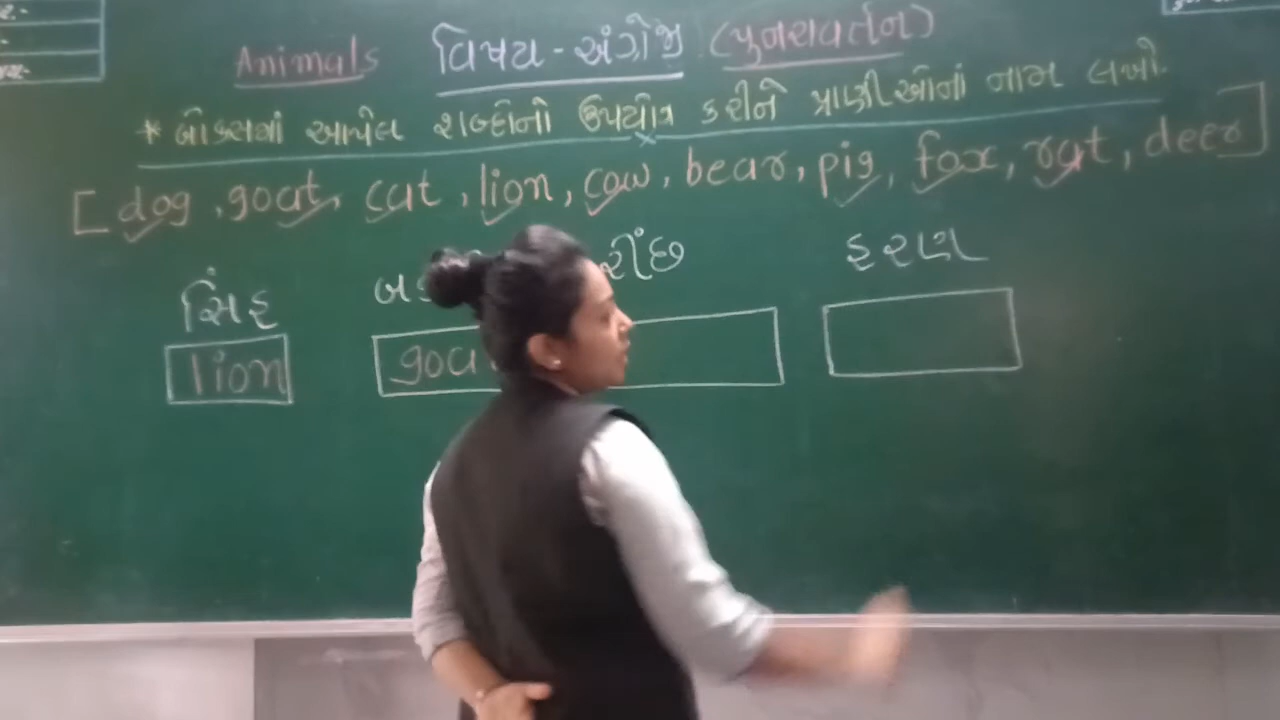 Animals વિષય - અંગ્રેજી (પુનરાવર્તન)
* બોક્સમાં આપેલ શબ્દોનો ઉપયોગ કરીને પ્રાણીઓનાં નામ લખો.
[ dog, goat, cat, lion, cow, bear, pig, fox, rat, deer ]
સિંહ રીંછ હરણ
lion